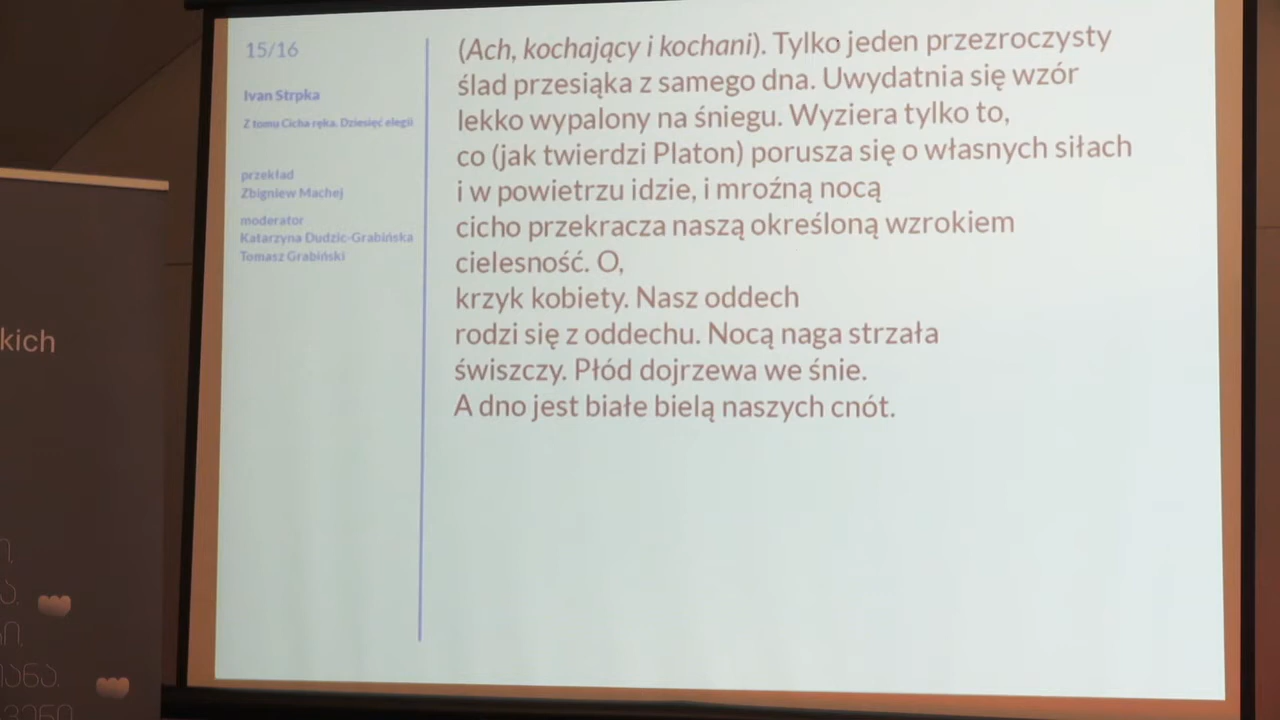 15/16
Ivan Strpka
Z tomu Cicha ręka. Dziesięć elegii
przekład
Zbigniew Machej
moderator
Katarzyna Dudzic-Grabińska
Tomasz Grabiński
(Ach, kochający i kochani). Tylko jeden przezroczysty
ślad przesiąka z samego dna. Uwydatnia się wzór
lekko wypalony na śniegu. Wyziera tylko to,
co (jak twierdzi Platon) porusza się o własnych siłach
i w powietrzu idzie, i mroźną nocą
cicho przekracza naszą określoną wzrokiem
cielesność. O,
krzyk kobiety. Nasz oddech
rodzi się z oddechu. Nocą naga strzała
świszczy. Płód dojrzewa we śnie.
A dno jest białe bielą naszych cnót.
kich